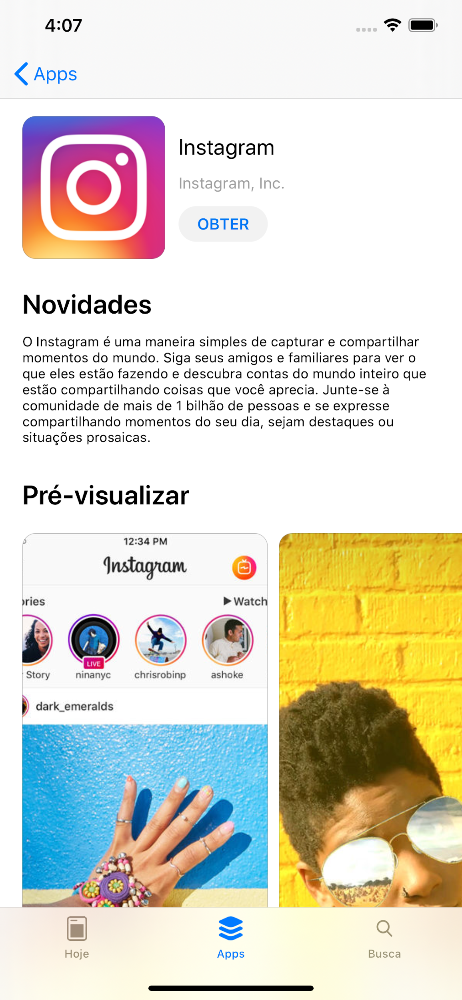 4:07
Apps
Instagram
Instagram, Inc.
OBTER
Novidades
O Instagram é uma maneira simples de capturar e compartilhar
momentos do mundo. Siga seus amigos e familiares para ver o
que eles estão fazendo e descubra contas do mundo inteiro que
estão compartilhando coisas que você aprecia. Junte-se à
comunidade de mais de 1 bilhão de pessoas e se expresse
compartilhando momentos do seu dia, sejam destaques ou
situações prosaicas.
Pré-visualizar
12:34 PM
Instagram
ories
Watch
LIVE
Story
ninanyc
chrisrobinp
ashoke
dark_emeralds
Hoje
Apps
Busca